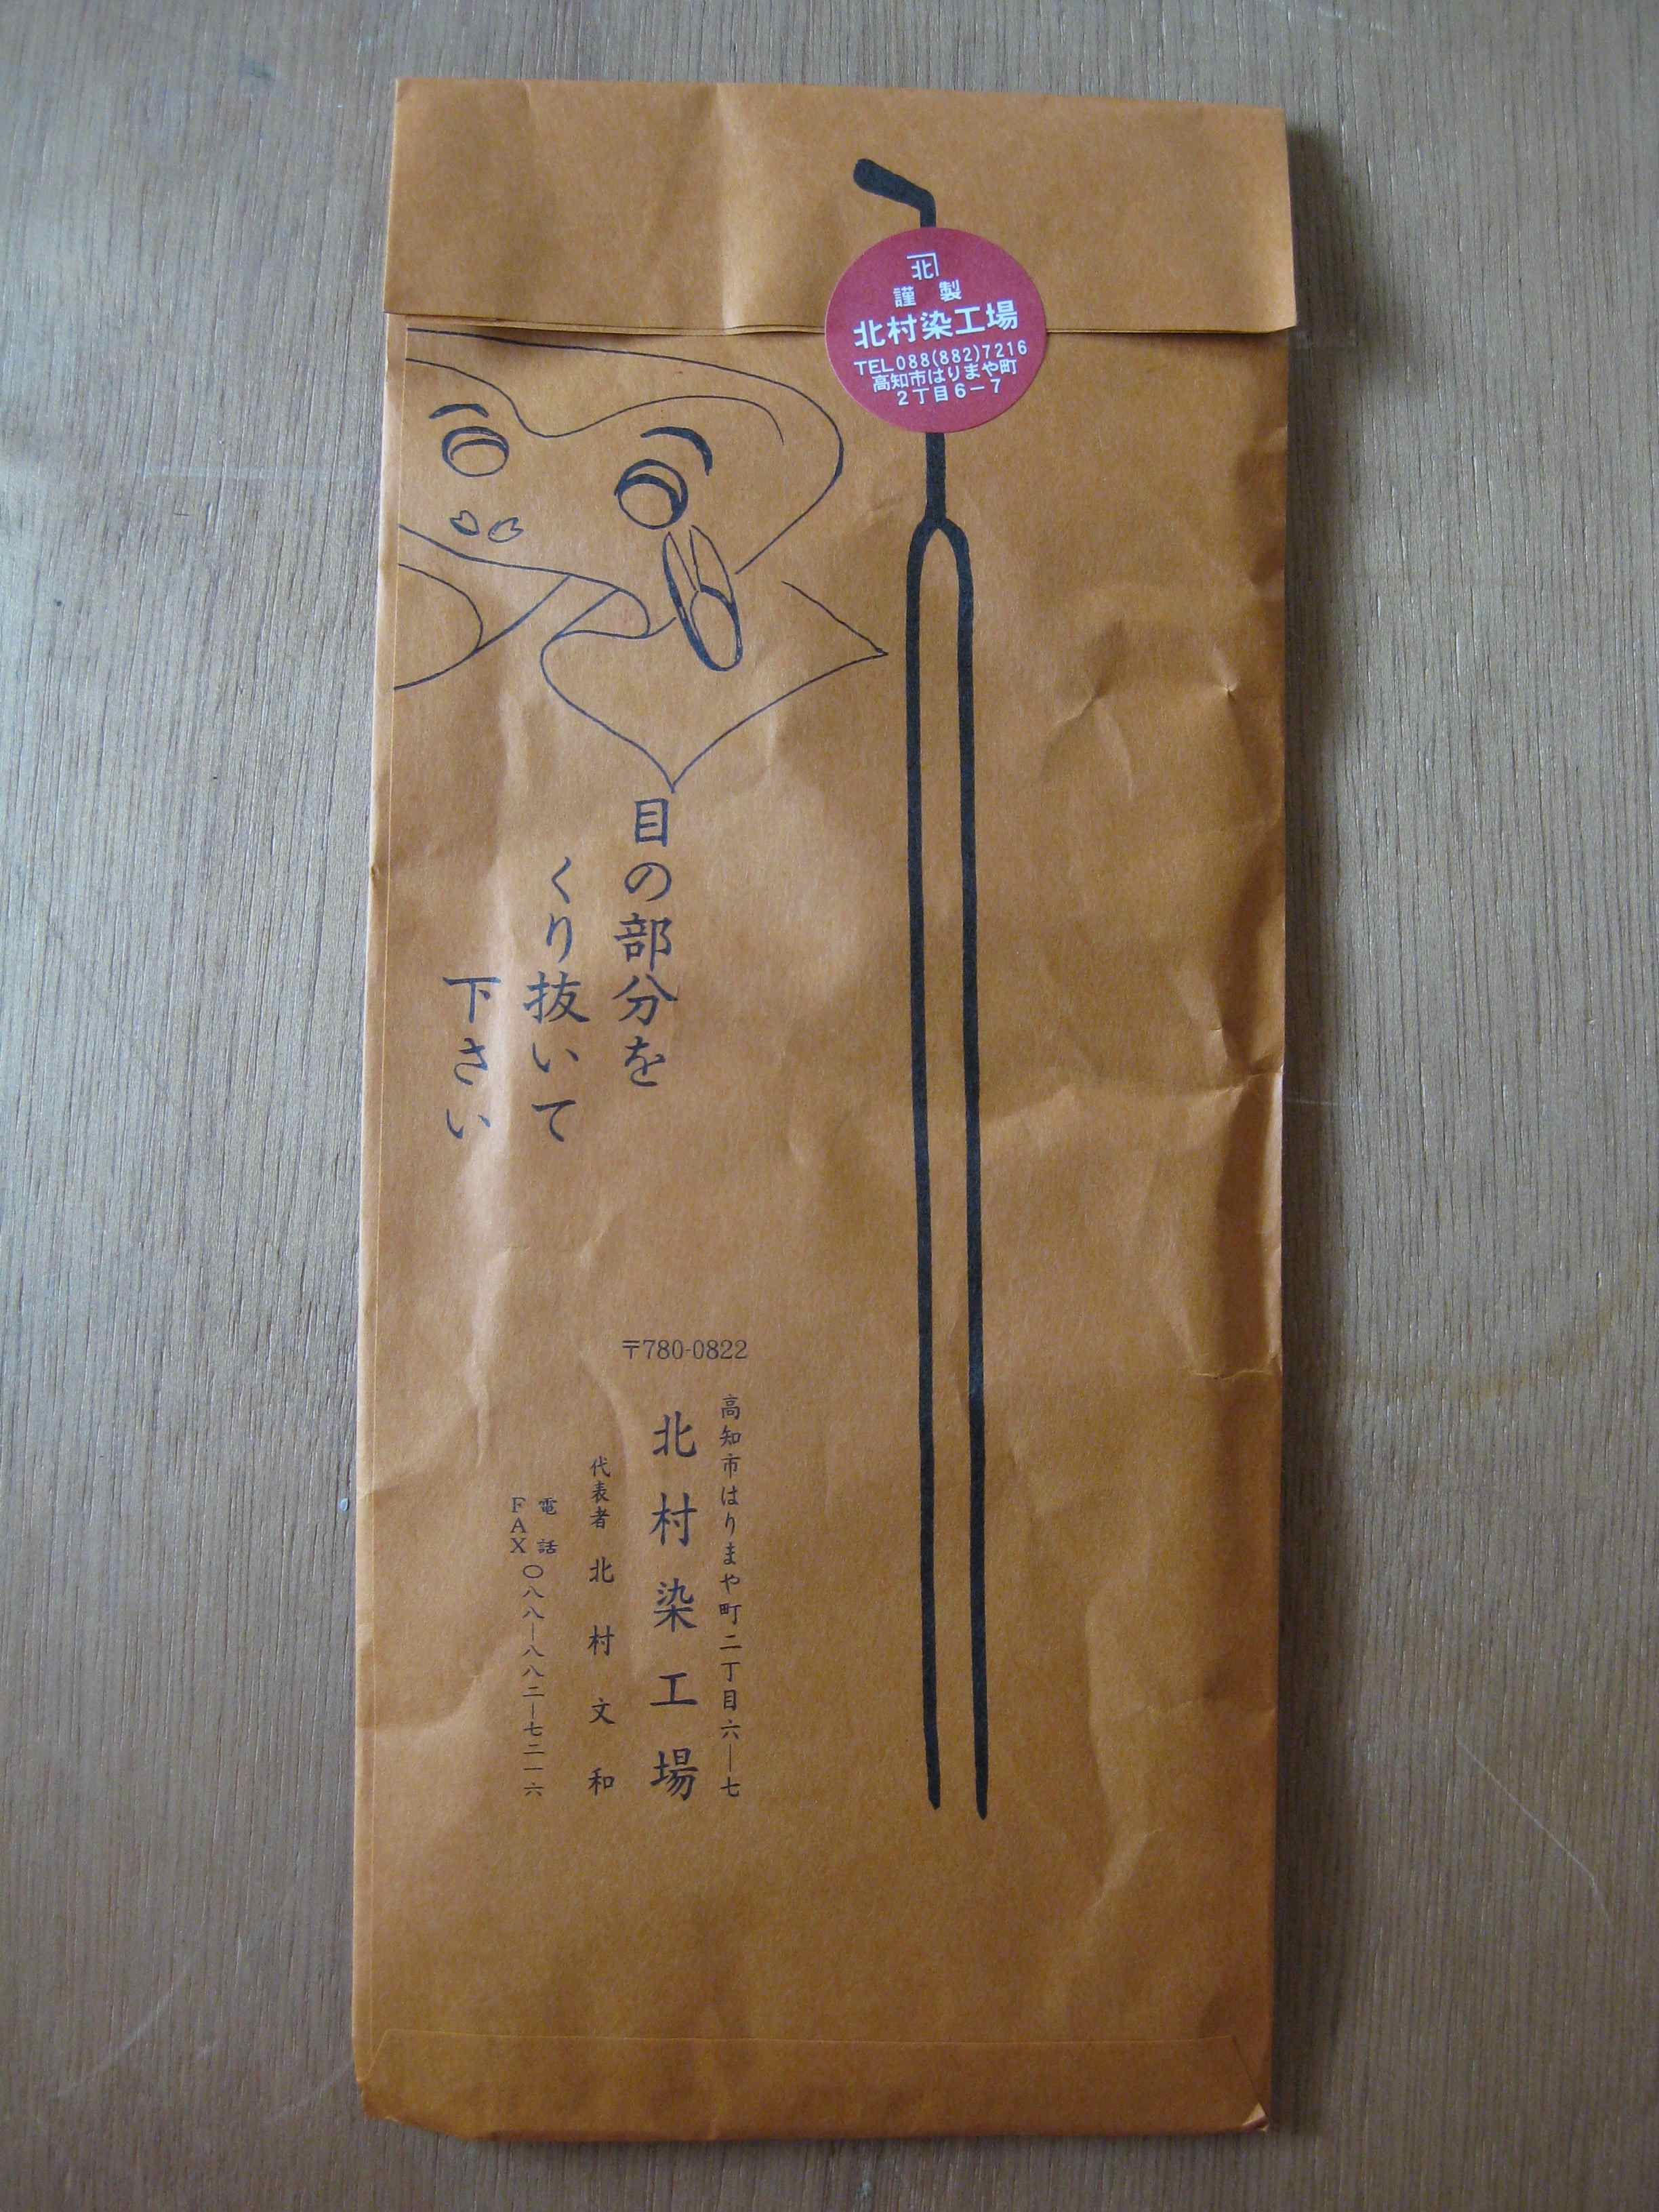 北
謹製
北村染工場
TEL088(882)7216
高知市はりまや町
2丁目6-7
目の部分を
くり抜いて
下さい
〒780-0822
高知市はりまや町二丁目六—七
北村染工場
代表者 北村文和
電話
FAX 〇八八—八八二—七二一六